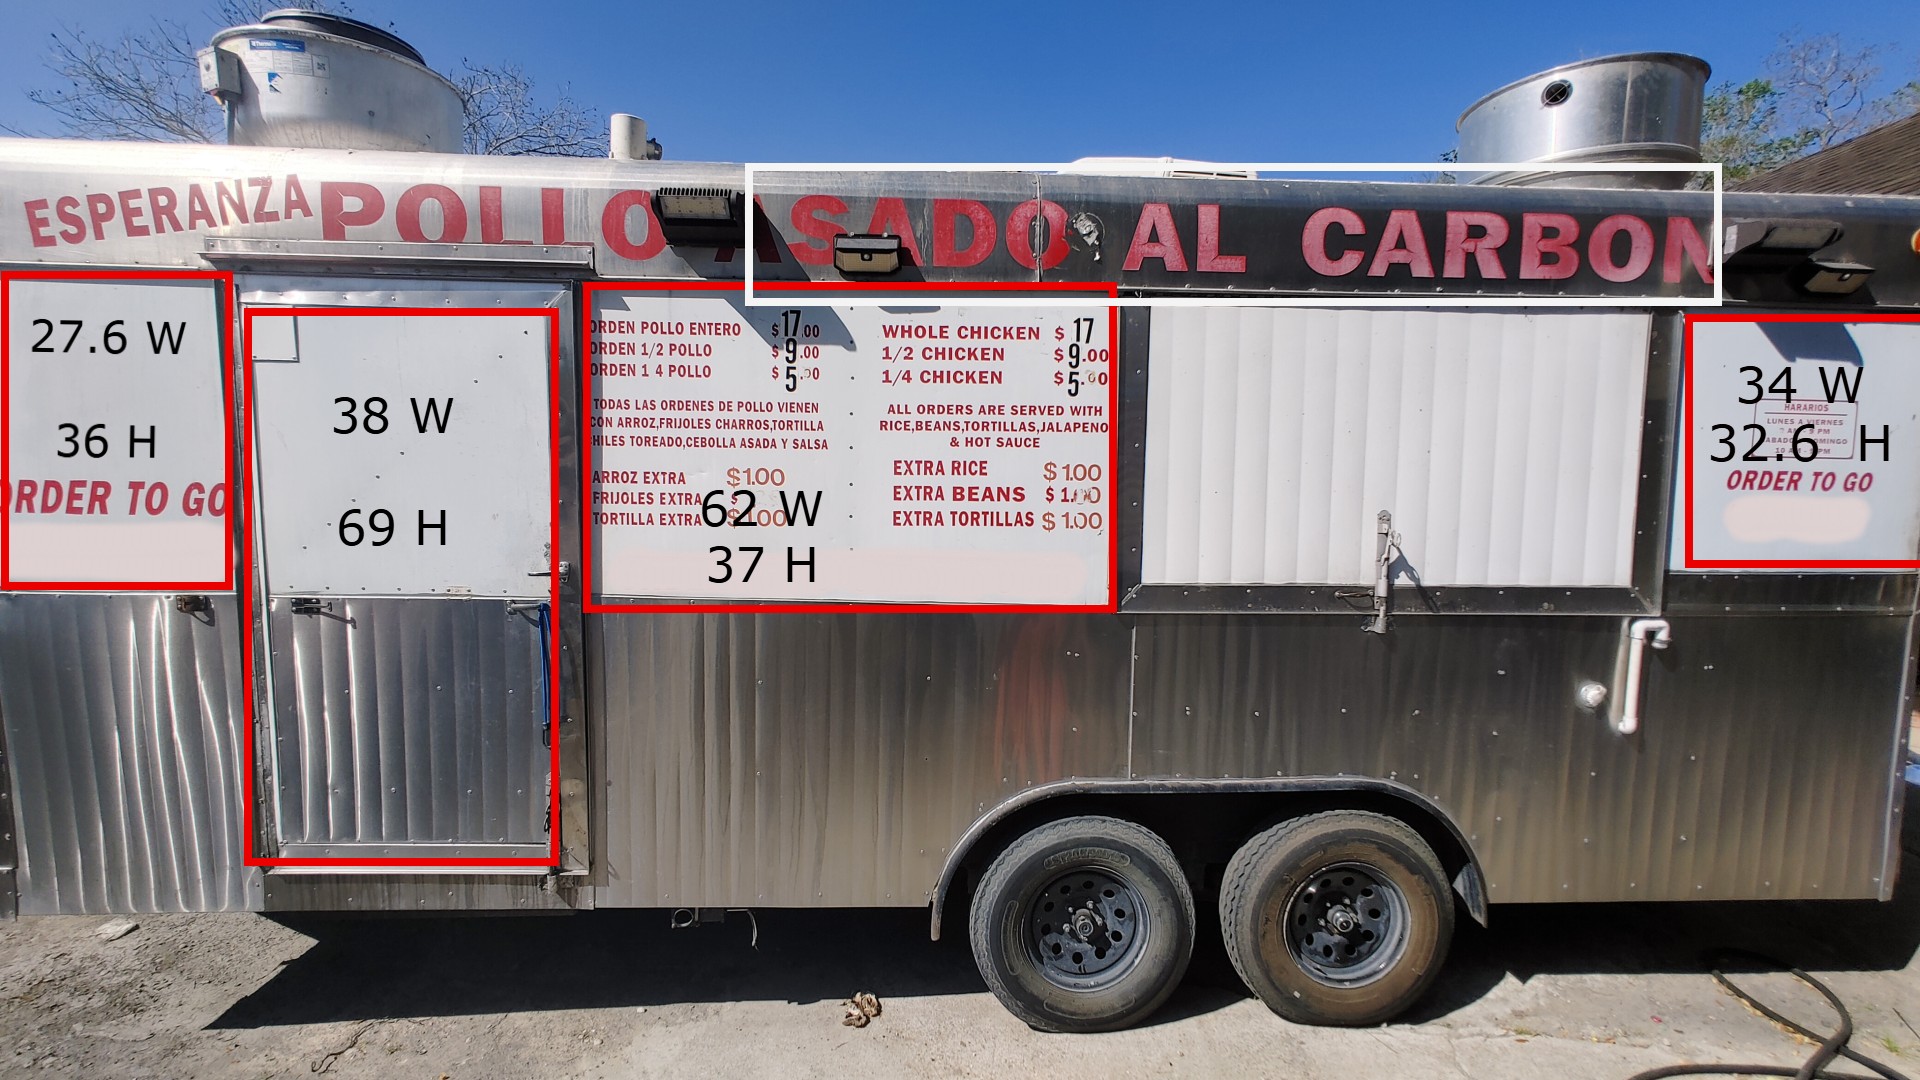 ESPERANZA POLLO ASADO AL CARBON
27.6 W
36 H
ORDER TO GO
38 W
69 H
ORDEN POLLO ENTERO $17.00
ORDEN 1/2 POLLO $9.00
ORDEN 1 4 POLLO $5.00
TODAS LAS ORDENES DE POLLO VIENEN
CON ARROZ,FRIJOLES CHARROS,TORTILLA
HILES TOREADO,CEBOLLA ASADA Y SALSA
ARROZ EXTRA $1.00
FRIJOLES EXTRA $
TORTILLA EXTRA $1.00
62 W
37 H
WHOLE CHICKEN $17
1/2 CHICKEN $9.00
1/4 CHICKEN $5.00
ALL ORDERS ARE SERVED WITH
RICE,BEANS,TORTILLAS,JALAPENO
& HOT SAUCE
EXTRA RICE $1.00
EXTRA BEANS $1.00
EXTRA TORTILLAS $1.00
34 W
32.6 H
HARARIOS
LUNES A VIERNES
PM
ORDER TO GO